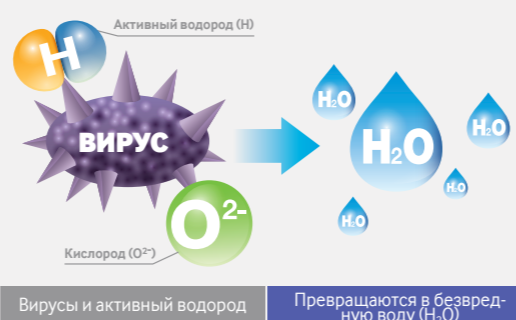 Активный водород (H)
H
ВИРУС
O²⁻
Кислород (O²⁻)
H₂O
H₂O
H₂O
H₂O
H₂O
Вирусы и активный водород
Превращаются в безвред-
ную воду (H₂O)